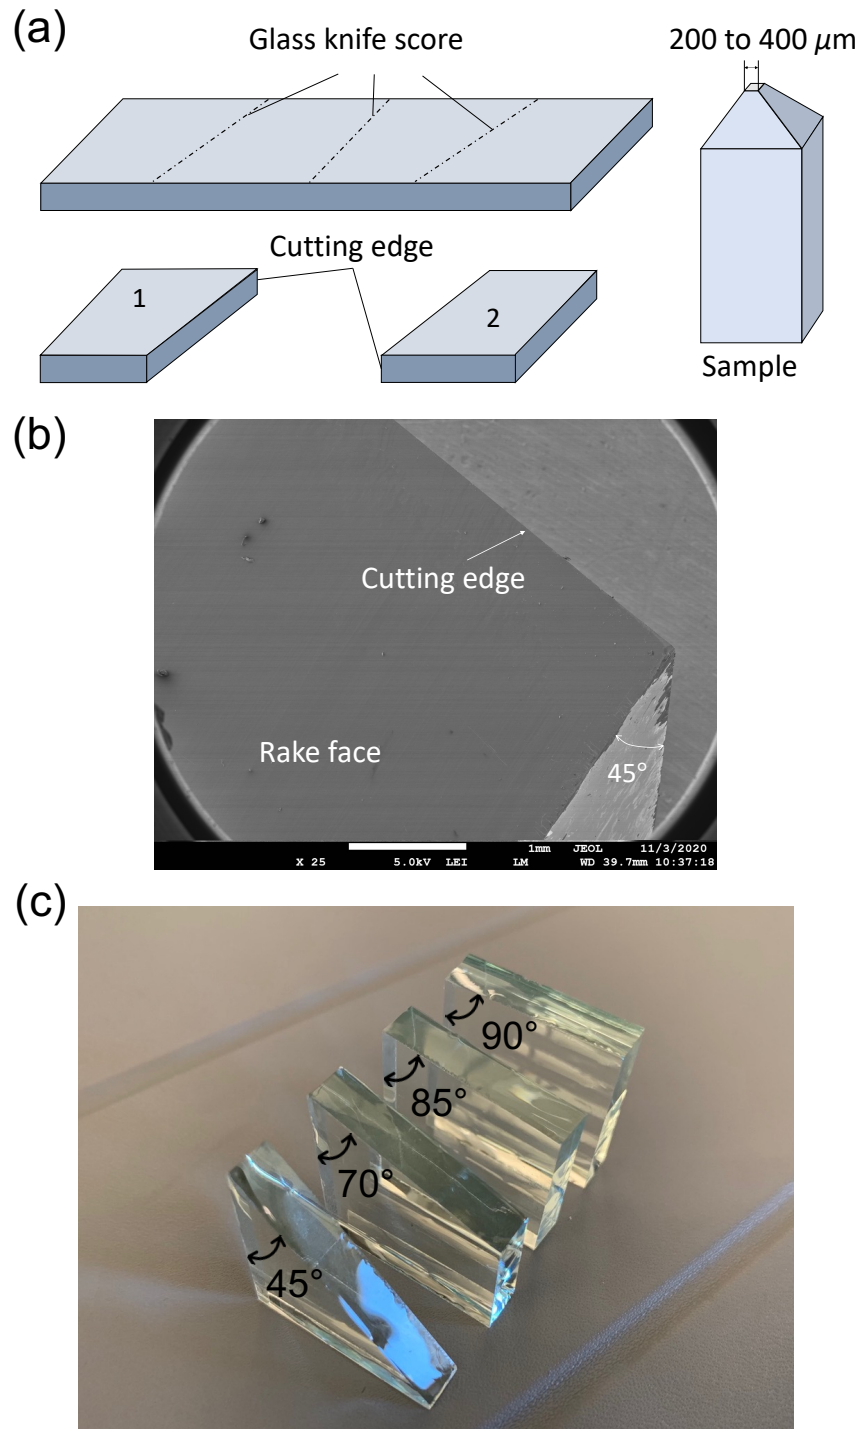 (a)
Glass knife score
200 to 400 μm
Cutting edge
1
2
Sample
(b)
Cutting edge
Rake face
45°
1mm JEOL 11/3/2020
X 25 5.0kV LEI LM WD 39.7mm 10:37:18
(c)
90°
85°
70°
45°